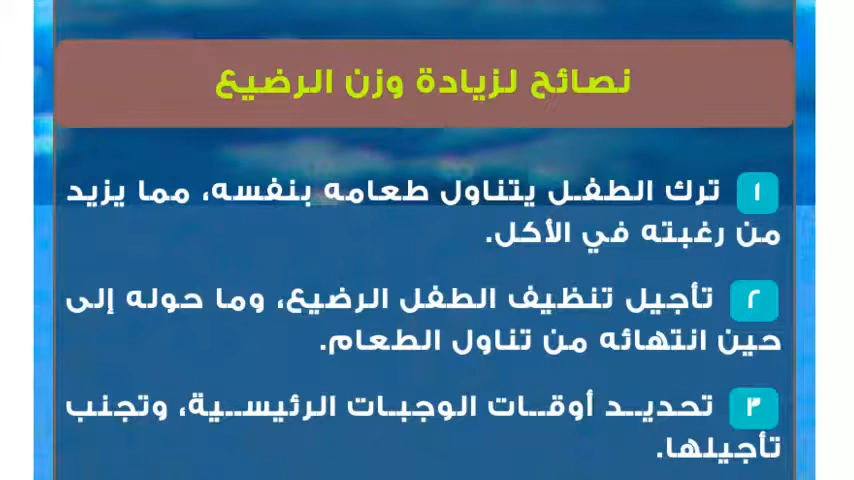 نصائح لزيادة وزن الرضيع
١ ترك الطفل يتناول طعامه بنفسه، مما يزيد
من رغبته في الأكل.
٢ تأجيل تنظيف الطفل الرضيع، وما حوله إلى
حين انتهائه من تناول الطعام.
٣ تحديد أوقات الوجبات الرئيسية، وتجنب
تأجيلها.